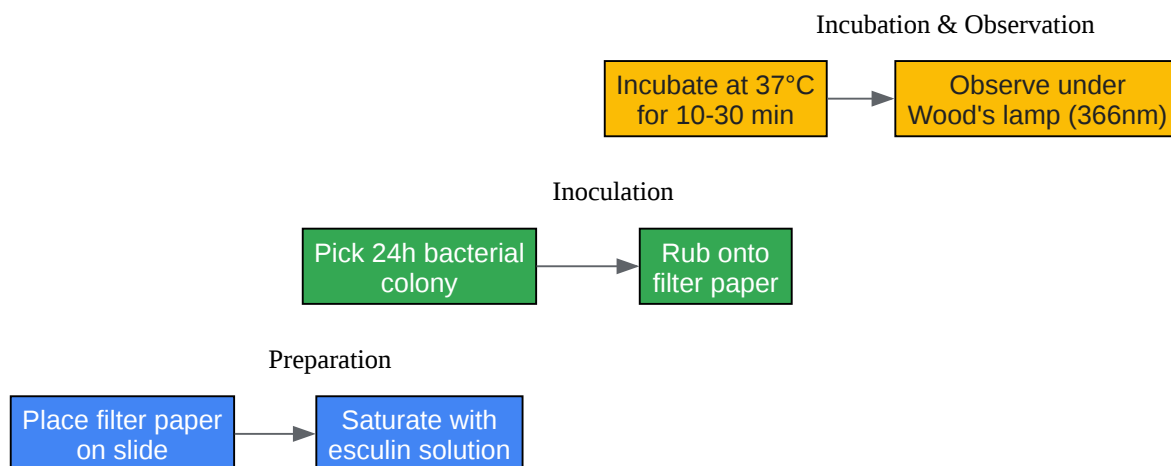 Incubation & Observation
Incubate at 37°C
for 10-30 min
Observe under
Wood's lamp (366nm)
Inoculation
Pick 24h bacterial
colony
Rub onto
filter paper
Preparation
Place filter paper
on slide
Saturate with
esculin solution